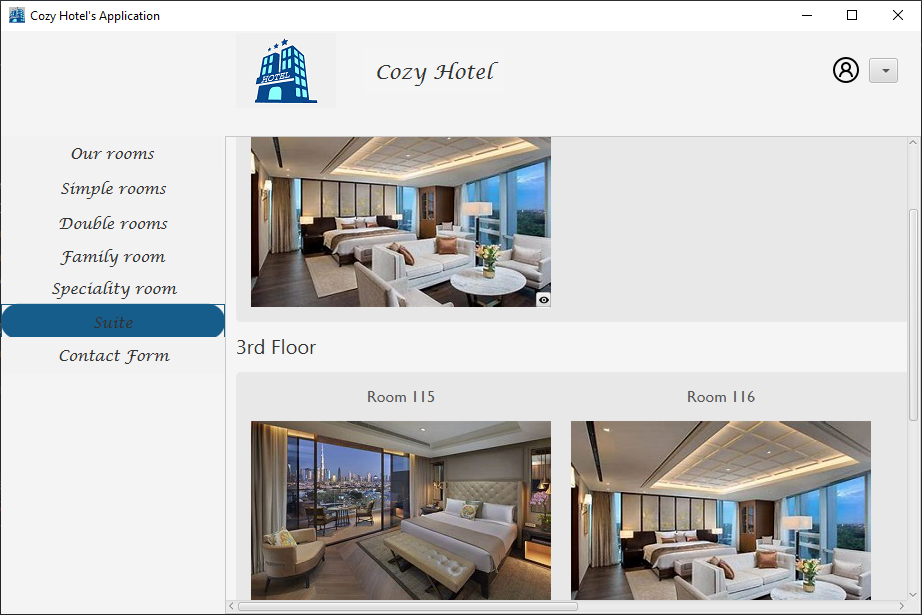 Cozy Hotel's Application
HOTEL
Cozy Hotel
Our rooms
Simple rooms
Double rooms
Family room
Speciality room
Suite
Contact Form
3rd Floor
Room 115
Room 116